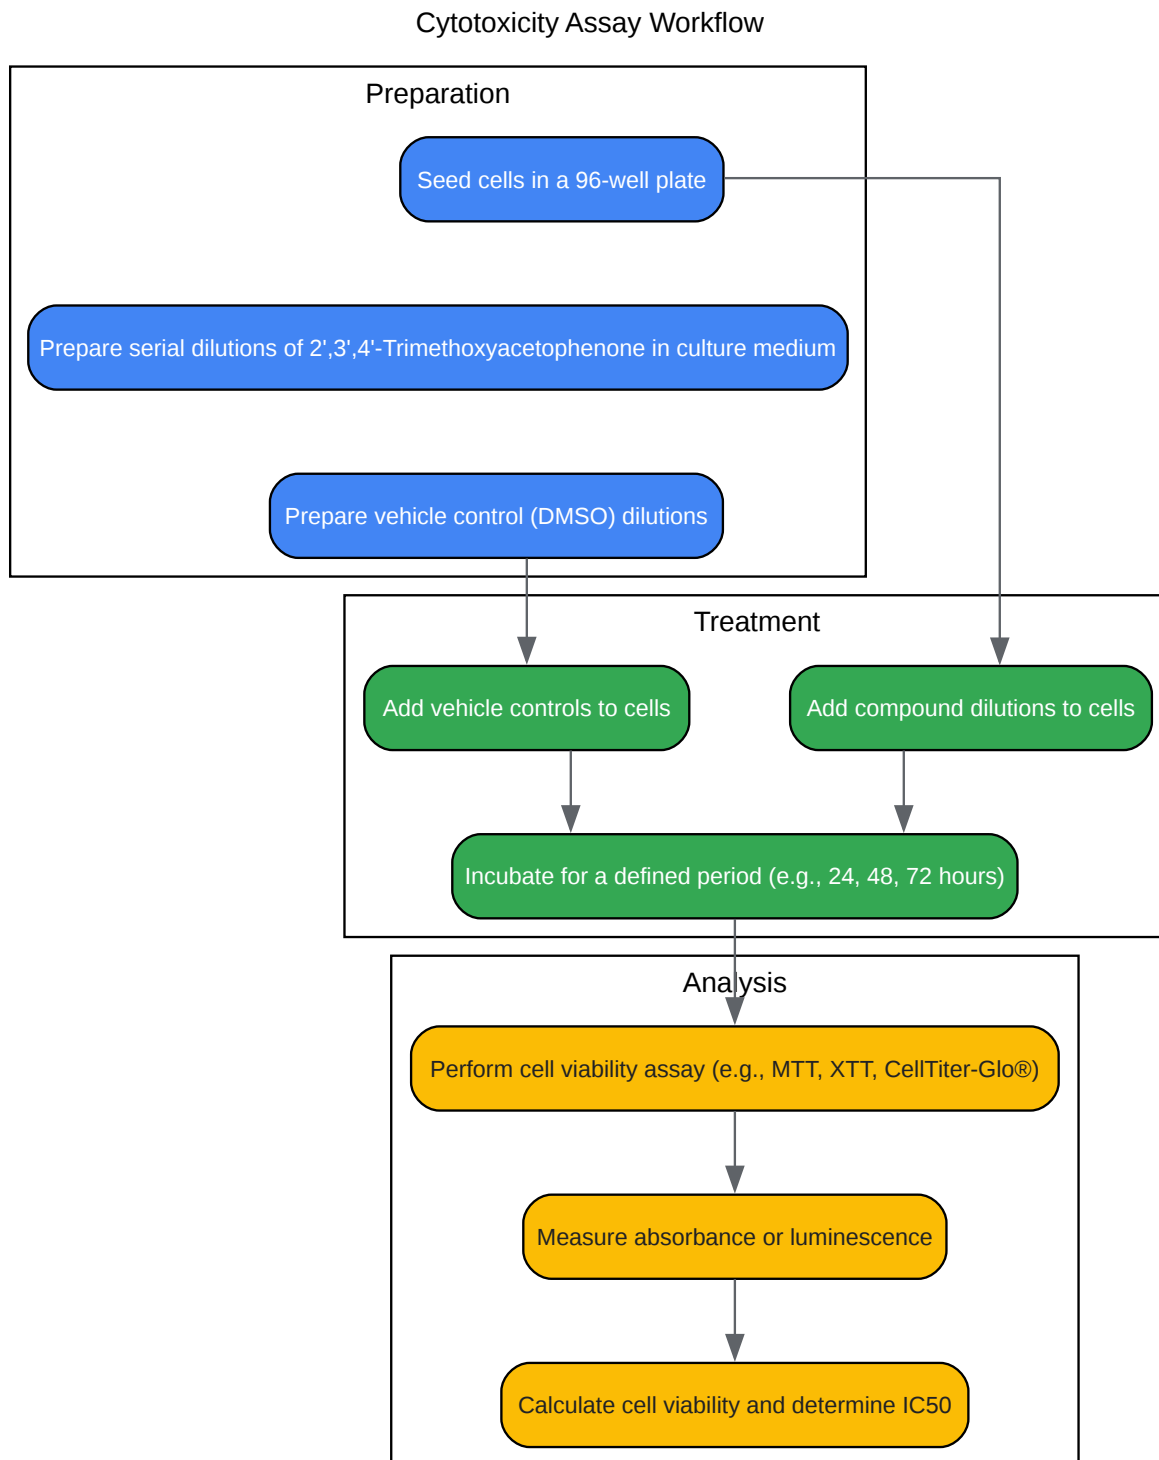 Cytotoxicity Assay Workflow
Preparation
Seed cells in a 96-well plate
Prepare serial dilutions of 2',3',4'-Trimethoxyacetophenone in culture medium
Prepare vehicle control (DMSO) dilutions
Treatment
Add vehicle controls to cells
Add compound dilutions to cells
Incubate for a defined period (e.g., 24, 48, 72 hours)
Analysis
Perform cell viability assay (e.g., MTT, XTT, CellTiter-Glo®)
Measure absorbance or luminescence
Calculate cell viability and determine IC50